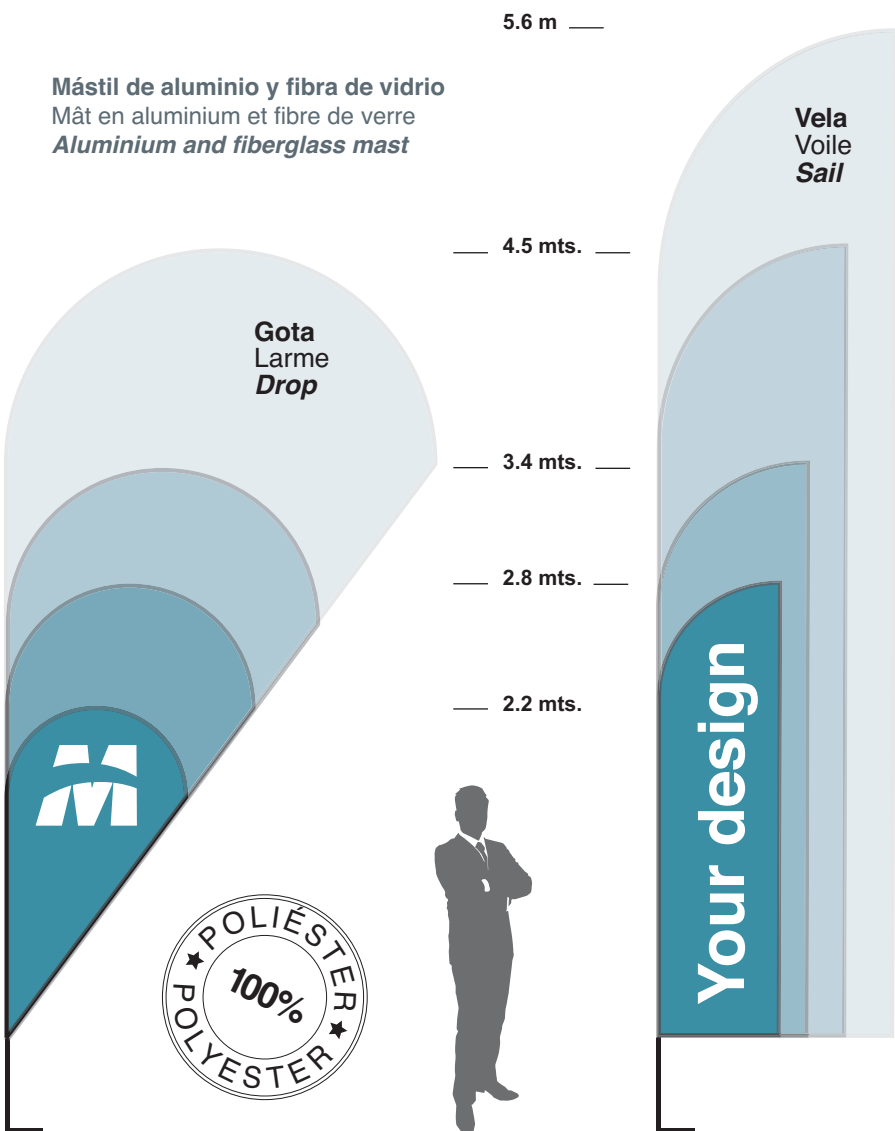 5.6 m
Mástil de aluminio y fibra de vidrio
Mât en aluminium et fibre de verre
Aluminium and fiberglass mast
Vela
Voile
Sail
4.5 mts.
Gota
Larme
Drop
3.4 mts.
2.8 mts.
2.2 mts.
M
Your design
POLIÉSTER
100%
POLYESTER